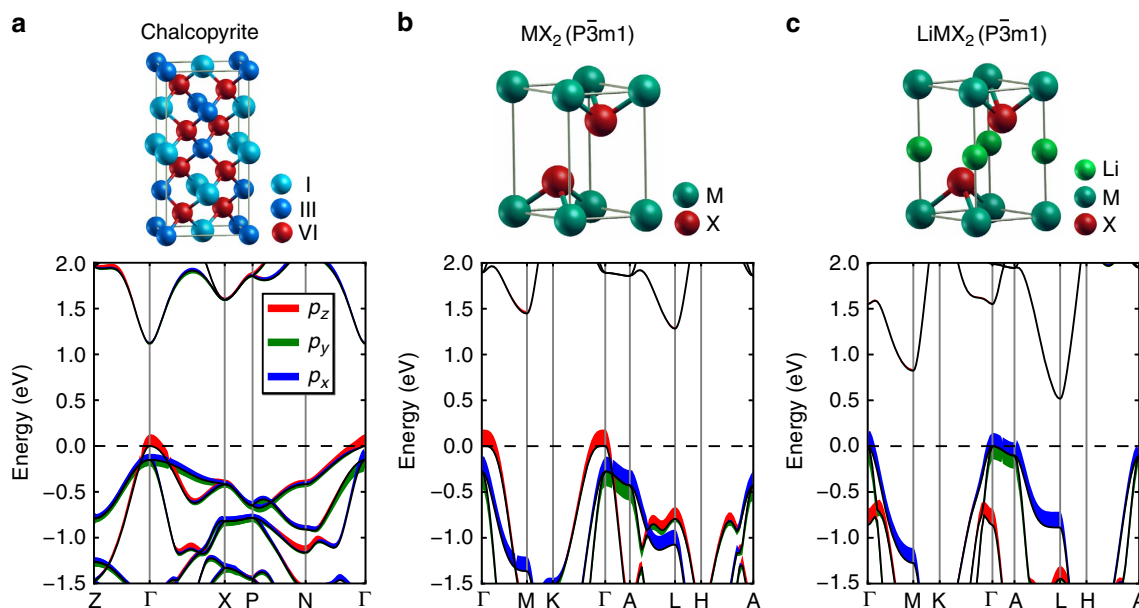 a
Chalcopyrite
I
III
VI
2.0
1.5
1.0
0.5
0.0
−0.5
−1.0
−1.5
Energy (eV)
p_z
p_y
p_x
Z Γ X P N Γ
b
MX₂ (P3̄m1)
M
X
2.0
1.5
1.0
0.5
0.0
−0.5
−1.0
−1.5
Energy (eV)
Γ M K Γ A L H A
c
LiMX₂ (P3̄m1)
Li
M
X
2.0
1.5
1.0
0.5
0.0
−0.5
−1.0
−1.5
Energy (eV)
Γ M K Γ A L H A